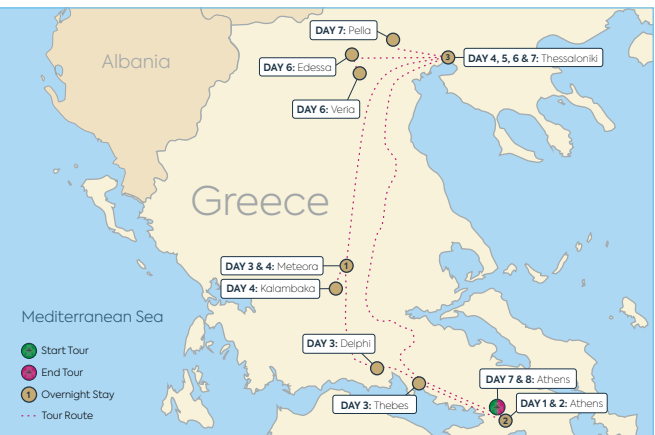 DAY 7: Pella
Albania
DAY 6: Edessa
3
DAY 4, 5, 6 & 7: Thessaloniki
DAY 6: Veria
Greece
DAY 3 & 4: Meteora
1
DAY 4: Kalambaka
Mediterranean Sea
DAY 3: Delphi
Start Tour
End Tour
DAY 7 & 8: Athens
1 Overnight Stay
DAY 3: Thebes
DAY 1 & 2: Athens
2
Tour Route